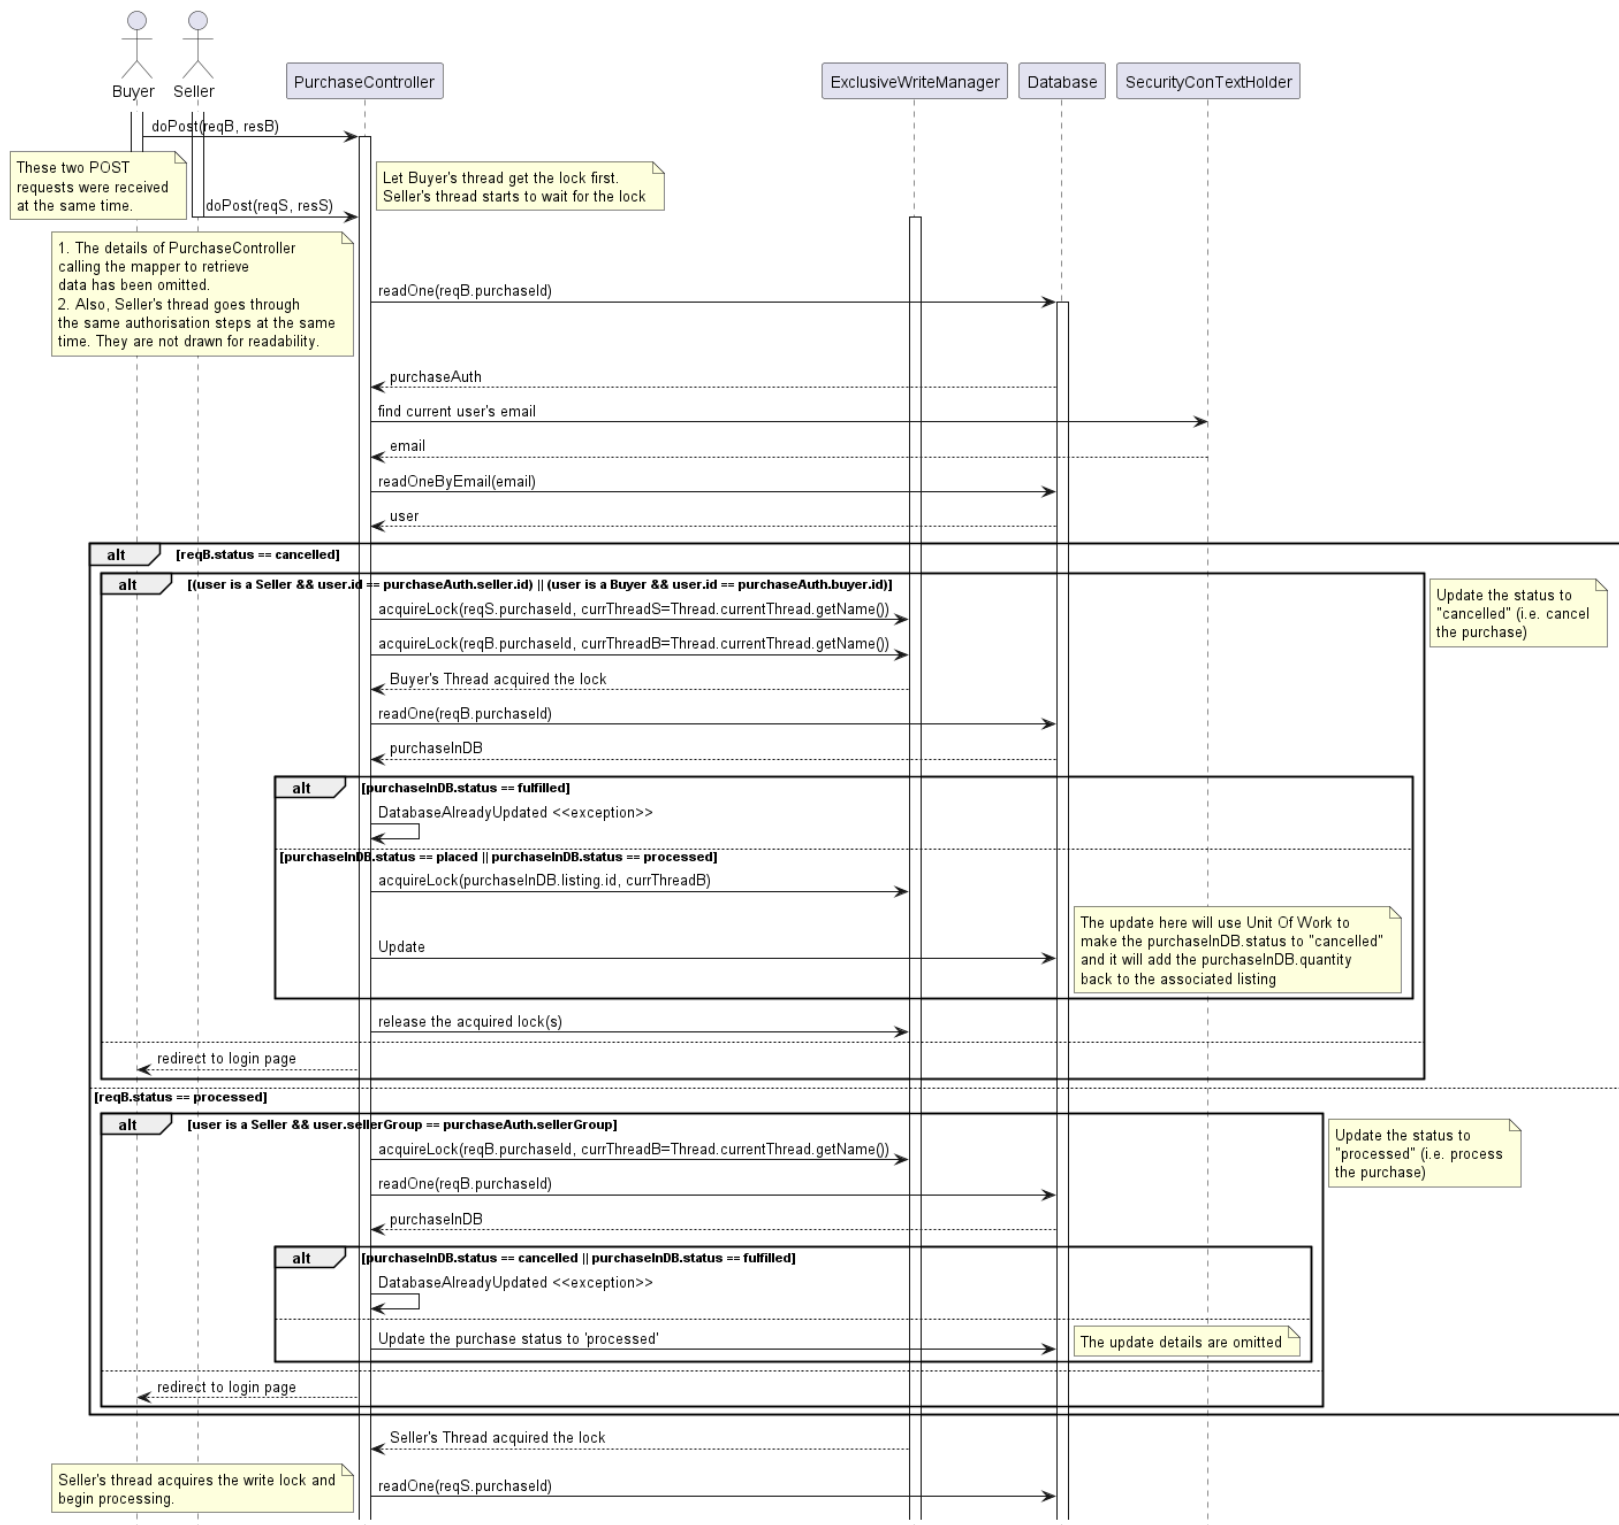 Buyer
Seller
PurchaseController
ExclusiveWriteManager
Database
SecurityConTextHolder
doPost(reqB, resB)
These two POST
requests were received
at the same time.
Let Buyer's thread get the lock first.
Seller's thread starts to wait for the lock
doPost(reqS, resS)
1. The details of PurchaseController
calling the mapper to retrieve
data has been omitted.
2. Also, Seller's thread goes through
the same authorisation steps at the same
time. They are not drawn for readability.
readOne(reqB.purchaseId)
purchaseAuth
find current user's email
email
readOneByEmail(email)
user
alt [reqB.status == cancelled]
alt [(user is a Seller && user.id == purchaseAuth.seller.id) || (user is a Buyer && user.id == purchaseAuth.buyer.id)]
Update the status to
"cancelled" (i.e. cancel
the purchase)
acquireLock(reqS.purchaseId, currThreadS=Thread.currentThread.getName())
acquireLock(reqB.purchaseId, currThreadB=Thread.currentThread.getName())
Buyer's Thread acquired the lock
readOne(reqB.purchaseId)
purchaseInDB
alt [purchaseInDB.status == fulfilled]
DatabaseAlreadyUpdated <<exception>>
[purchaseInDB.status == placed || purchaseInDB.status == processed]
acquireLock(purchaseInDB.listing.id, currThreadB)
Update
The update here will use Unit Of Work to
make the purchaseInDB.status to "cancelled"
and it will add the purchaseInDB.quantity
back to the associated listing
release the acquired lock(s)
redirect to login page
[reqB.status == processed]
alt [user is a Seller && user.sellerGroup == purchaseAuth.sellerGroup]
Update the status to
"processed" (i.e. process
the purchase)
acquireLock(reqB.purchaseId, currThreadB=Thread.currentThread.getName())
readOne(reqB.purchaseId)
purchaseInDB
alt [purchaseInDB.status == cancelled || purchaseInDB.status == fulfilled]
DatabaseAlreadyUpdated <<exception>>
Update the purchase status to 'processed'
The update details are omitted
redirect to login page
Seller's Thread acquired the lock
Seller's thread acquires the write lock and
begin processing.
readOne(reqS.purchaseId)